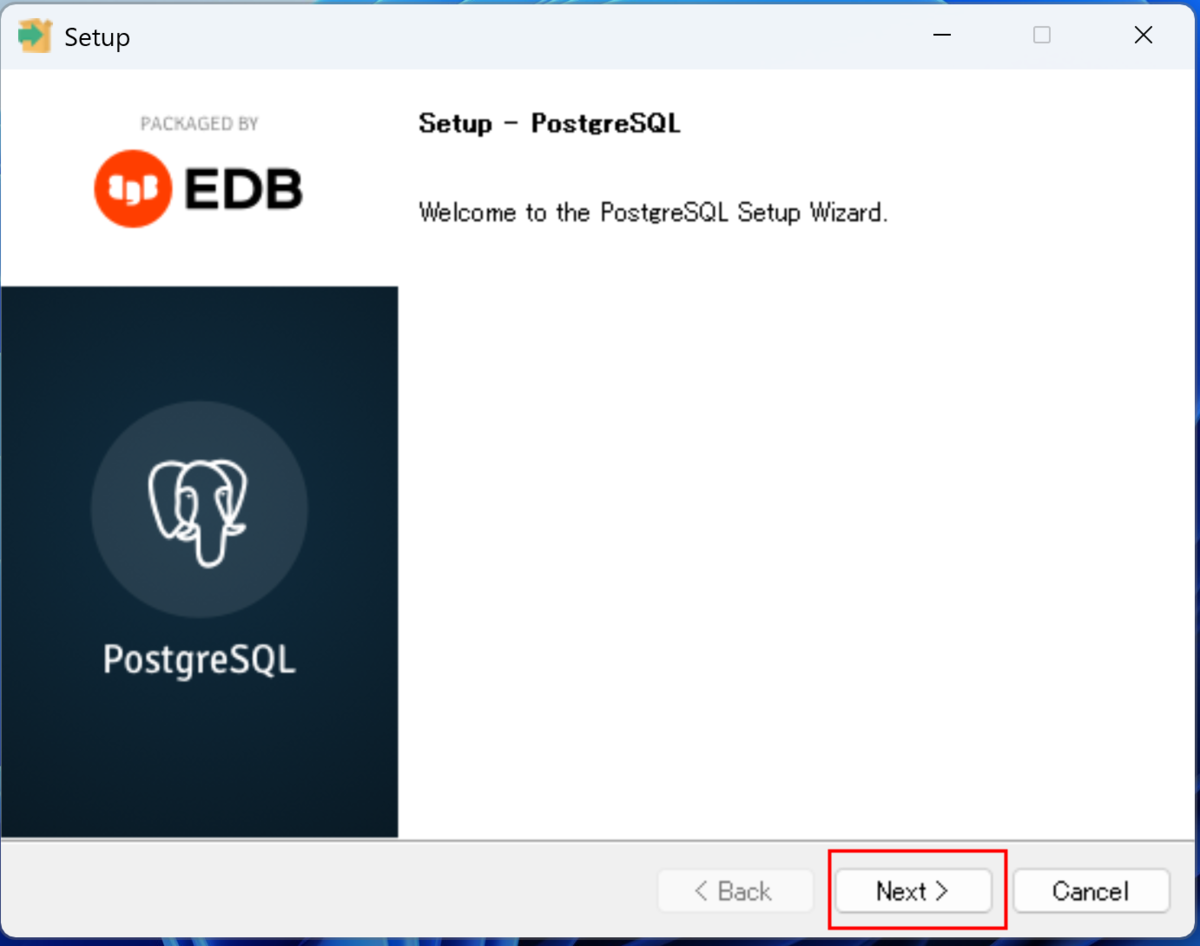 Setup
PACKAGED BY
EDB
Setup - PostgreSQL
Welcome to the PostgreSQL Setup Wizard.
PostgreSQL
< Back
Next >
Cancel